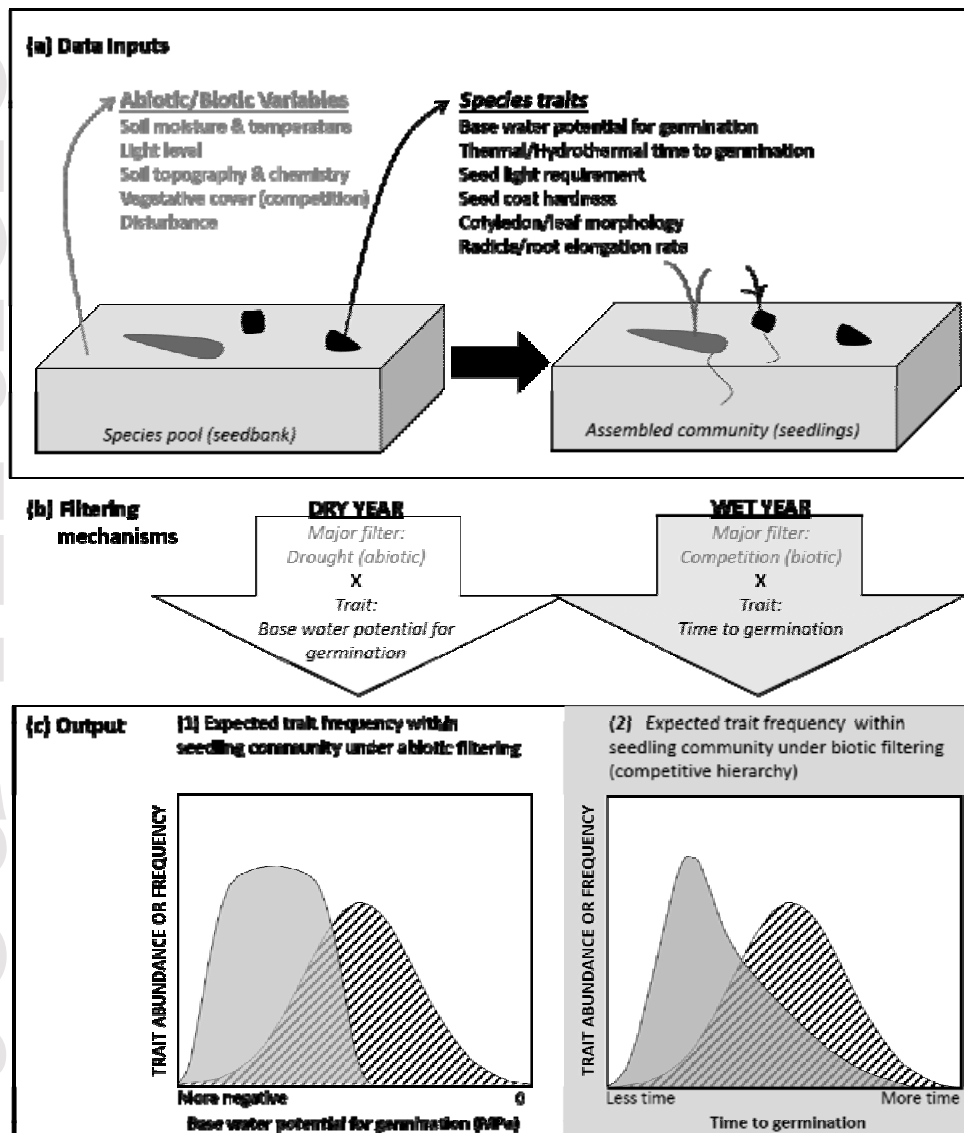 (a) Data Inputs
Abiotic/Biotic Variables
Soil moisture & temperature
Light level
Soil topography & chemistry
Vegetative cover (competition)
Disturbance
Species traits
Base water potential for germination
Thermal/Hydrothermal time to germination
Seed light requirement
Seed coat hardness
Cotyledon/leaf morphology
Radicle/root elongation rate
Species pool (seedbank)
Assembled community (seedlings)
(b) Filtering
mechanisms
DRY YEAR
Major filter:
Drought (abiotic)
X
Trait:
Base water potential for
germination
WET YEAR
Major filter:
Competition (biotic)
X
Trait:
Time to germination
(c) Output
(1) Expected trait frequency within
seedling community under abiotic filtering
TRAIT ABUNDANCE OR FREQUENCY
More negative
0
Base water potential for germination (MPa)
(2) Expected trait frequency within
seedling community under biotic filtering
(competitive hierarchy)
TRAIT ABUNDANCE OR FREQUENCY
Less time
More time
Time to germination